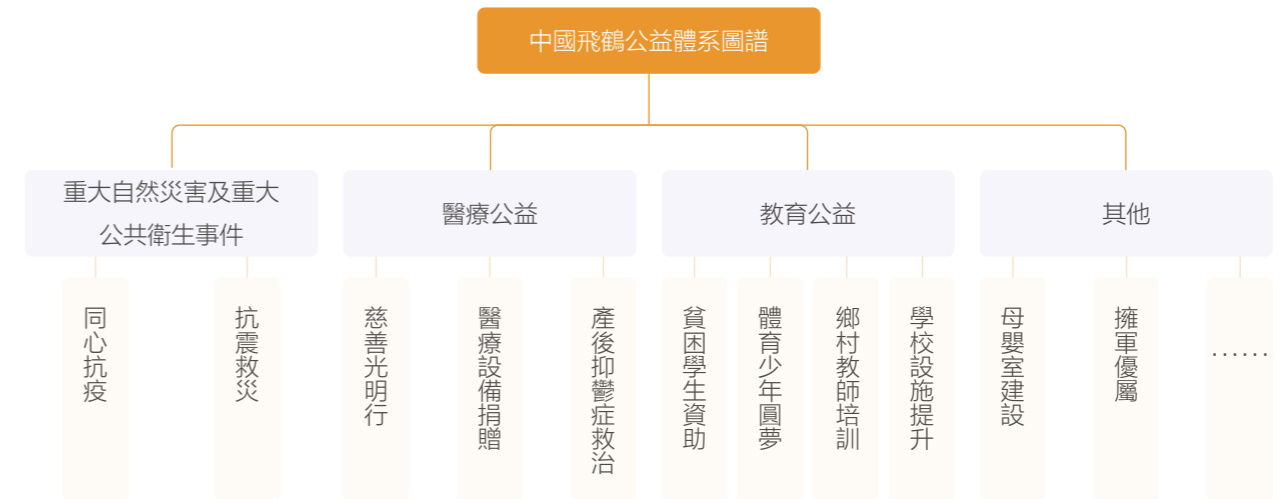 中國飛鶴公益體系圖譜
重大自然災害及重大
公共衛生事件
醫療公益
教育公益
其他
同心抗疫
抗震救災
慈善光明行
醫療設備捐贈
產後抑鬱症救治
貧困學生資助
體育少年圓夢
鄉村教師培訓
學校設施提升
母嬰室建設
擁軍優屬
......